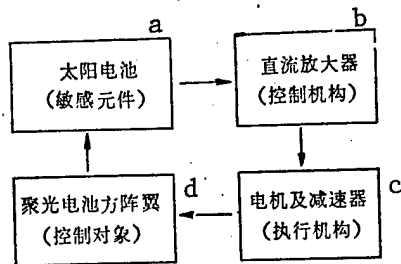 a
太阳电池
(敏感元件)
b
直流放大器
(控制机构)
聚光电池方阵翼
(控制对象)
d
电机及减速器
(执行机构)
c